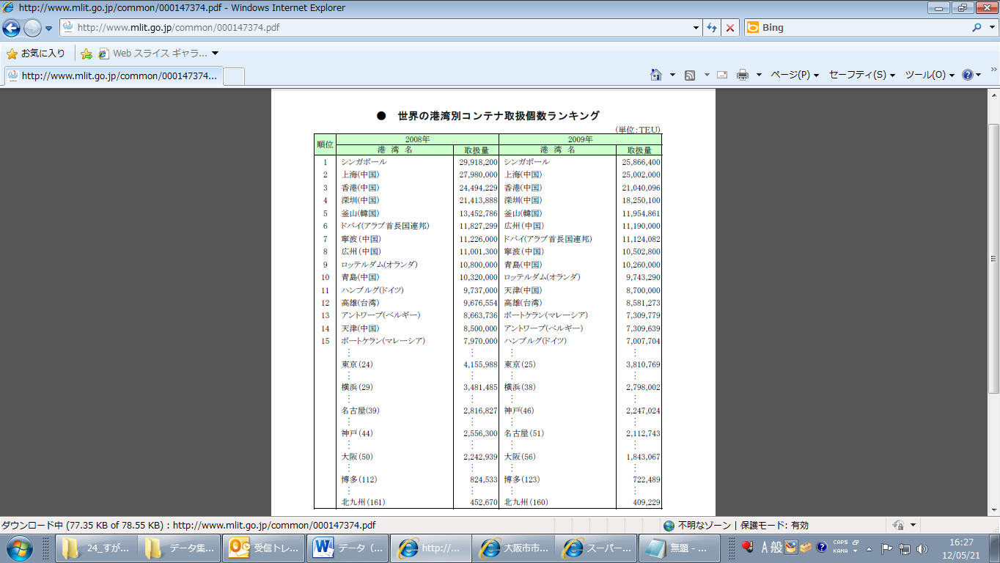 http://www.mlit.go.jp/common/000147374.pdf - Windows Internet Explorer
http://www.mlit.go.jp/common/000147374.pdf
Bing
お気に入り Web スライス ギャラ...
http://www.mlit.go.jp/common/000147374... ページ(P) セーフティ(S) ツール(O)
● 世界の港湾別コンテナ取扱個数ランキング
(単位:TEU)
順位 2008年 2009年
港 湾 名 取扱量 港 湾 名 取扱量
1 シンガポール 29,918,200 シンガポール 25,866,400
2 上海(中国) 27,980,000 上海(中国) 25,002,000
3 香港(中国) 24,494,229 香港(中国) 21,040,096
4 深圳(中国) 21,413,888 深圳(中国) 18,250,100
5 釜山(韓国) 13,452,786 釜山(韓国) 11,954,861
6 ドバイ(アラブ首長国連邦) 11,827,299 広州(中国) 11,190,000
7 寧波(中国) 11,226,000 ドバイ(アラブ首長国連邦) 11,124,082
8 広州(中国) 11,001,300 寧波(中国) 10,502,800
9 ロッテルダム(オランダ) 10,800,000 青島(中国) 10,260,000
10 青島(中国) 10,320,000 ロッテルダム(オランダ) 9,743,290
11 ハンブルグ(ドイツ) 9,737,000 天津(中国) 8,700,000
12 高雄(台湾) 9,676,554 高雄(台湾) 8,581,273
13 アントワープ(ベルギー) 8,663,736 ポートケラン(マレーシア) 7,309,779
14 天津(中国) 8,500,000 アントワープ(ベルギー) 7,309,639
15 ポートケラン(マレーシア) 7,970,000 ハンブルグ(ドイツ) 7,007,704
⋮ ⋮ ⋮ ⋮
東京(24) 4,155,988 東京(25) 3,810,769
⋮ ⋮ ⋮ ⋮
横浜(29) 3,481,485 横浜(38) 2,798,002
⋮ ⋮ ⋮ ⋮
名古屋(39) 2,816,827 神戸(46) 2,247,024
⋮ ⋮ ⋮ ⋮
神戸(44) 2,556,300 名古屋(51) 2,112,743
⋮ ⋮ ⋮ ⋮
大阪(50) 2,242,939 大阪(56) 1,843,067
⋮ ⋮ ⋮ ⋮
博多(112) 824,533 博多(123) 722,489
⋮ ⋮ ⋮ ⋮
北九州(161) 452,670 北九州(160) 409,229
ダウンロード中 (77.35 KB of 78.55 KB) : http://www.mlit.go.jp/common/000147374.pdf 不明なゾーン | 保護モード: 有効
24_すが... データ集... 受信トレ... データ (... http://... 大阪市市... スーパー... 無題 - ... A 般 CAPS KANA 16:27
12/05/21